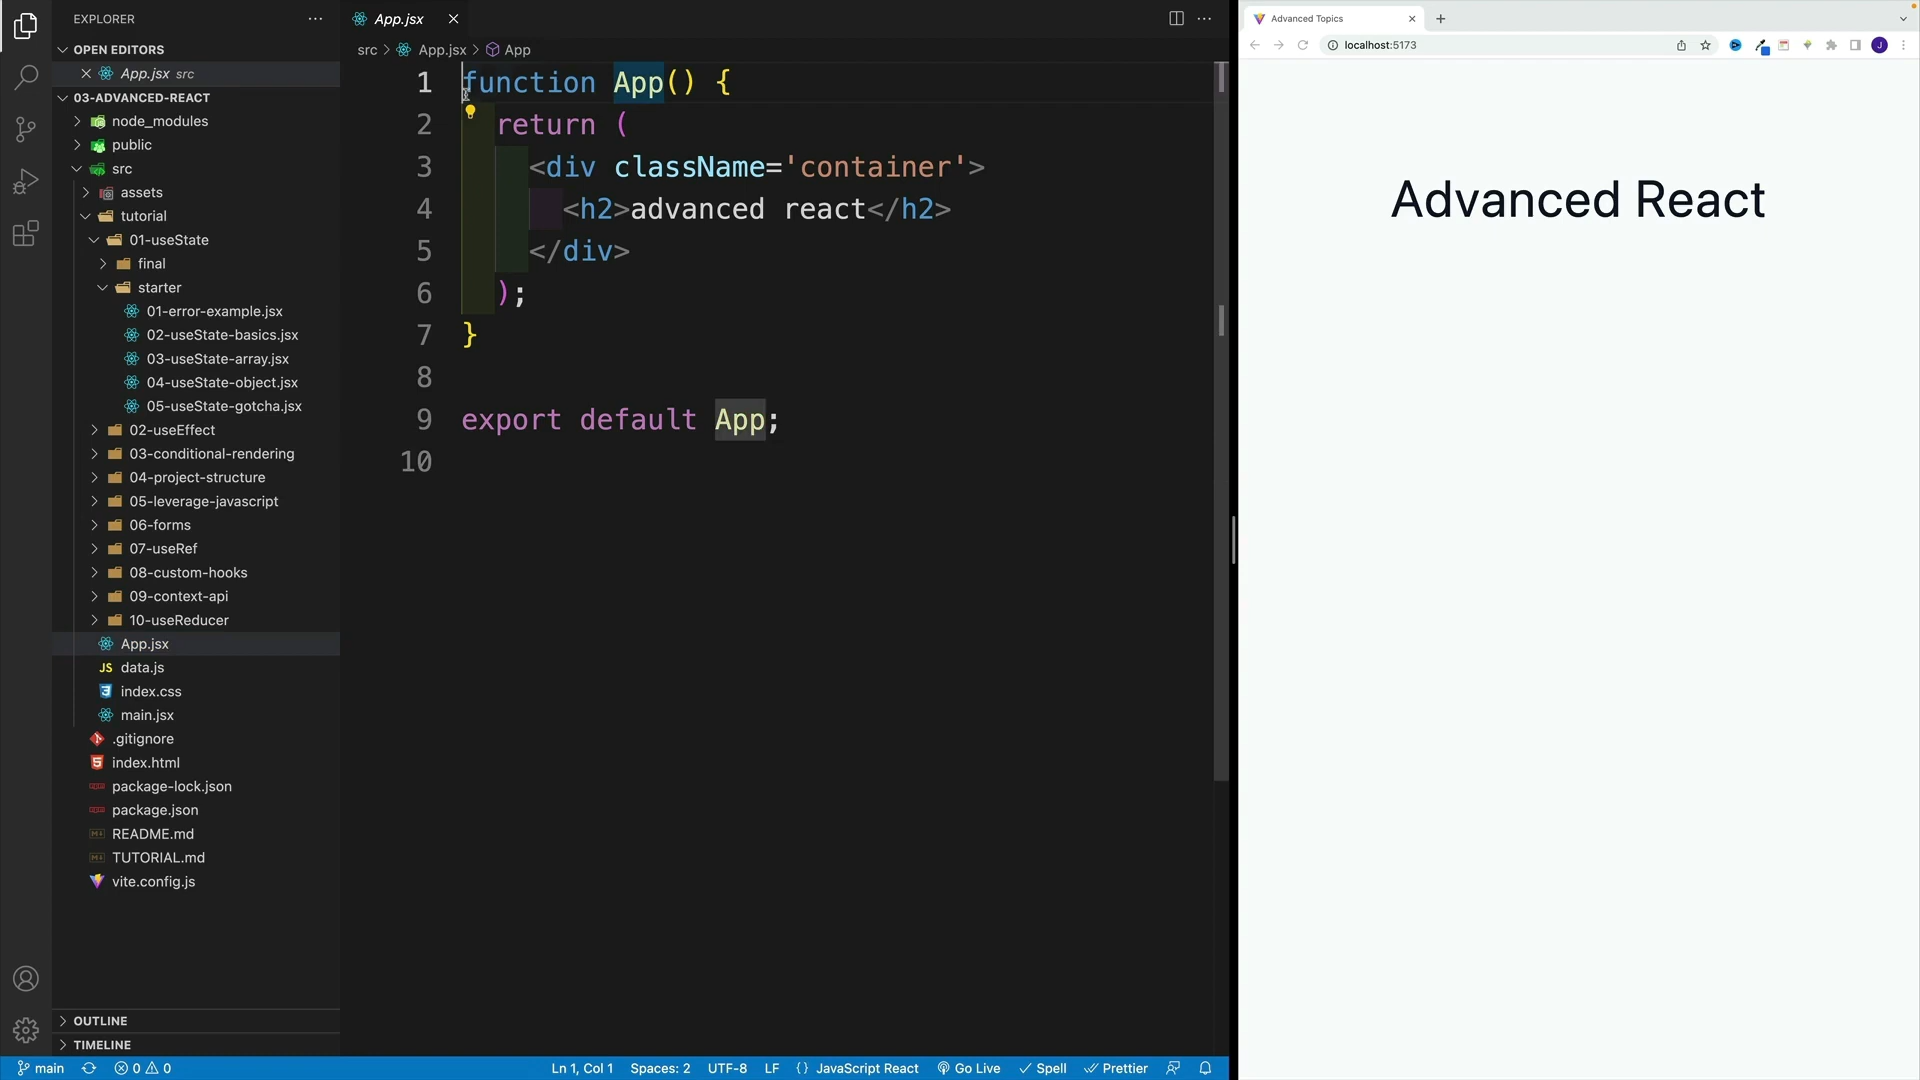 EXPLORER
OPEN EDITORS
App.jsx src
03-ADVANCED-REACT
node_modules
public
src
assets
tutorial
01-useState
final
starter
01-error-example.jsx
02-useState-basics.jsx
03-useState-array.jsx
04-useState-object.jsx
05-useState-gotcha.jsx
02-useEffect
03-conditional-rendering
04-project-structure
05-leverage-javascript
06-forms
07-useRef
08-custom-hooks
09-context-api
10-useReducer
App.jsx
JS data.js
index.css
main.jsx
.gitignore
index.html
package-lock.json
package.json
README.md
TUTORIAL.md
vite.config.js
OUTLINE
TIMELINE
App.jsx
src > App.jsx > App
1 function App() {
2 return (
3 <div className='container'>
4 <h2>advanced react</h2>
5 </div>
6 );
7 }
8
9 export default App;
10
main
0 0
Ln 1, Col 1 Spaces: 2 UTF-8 LF {} JavaScript React Go Live Spell Prettier
Advanced Topics
localhost:5173
J
Advanced React